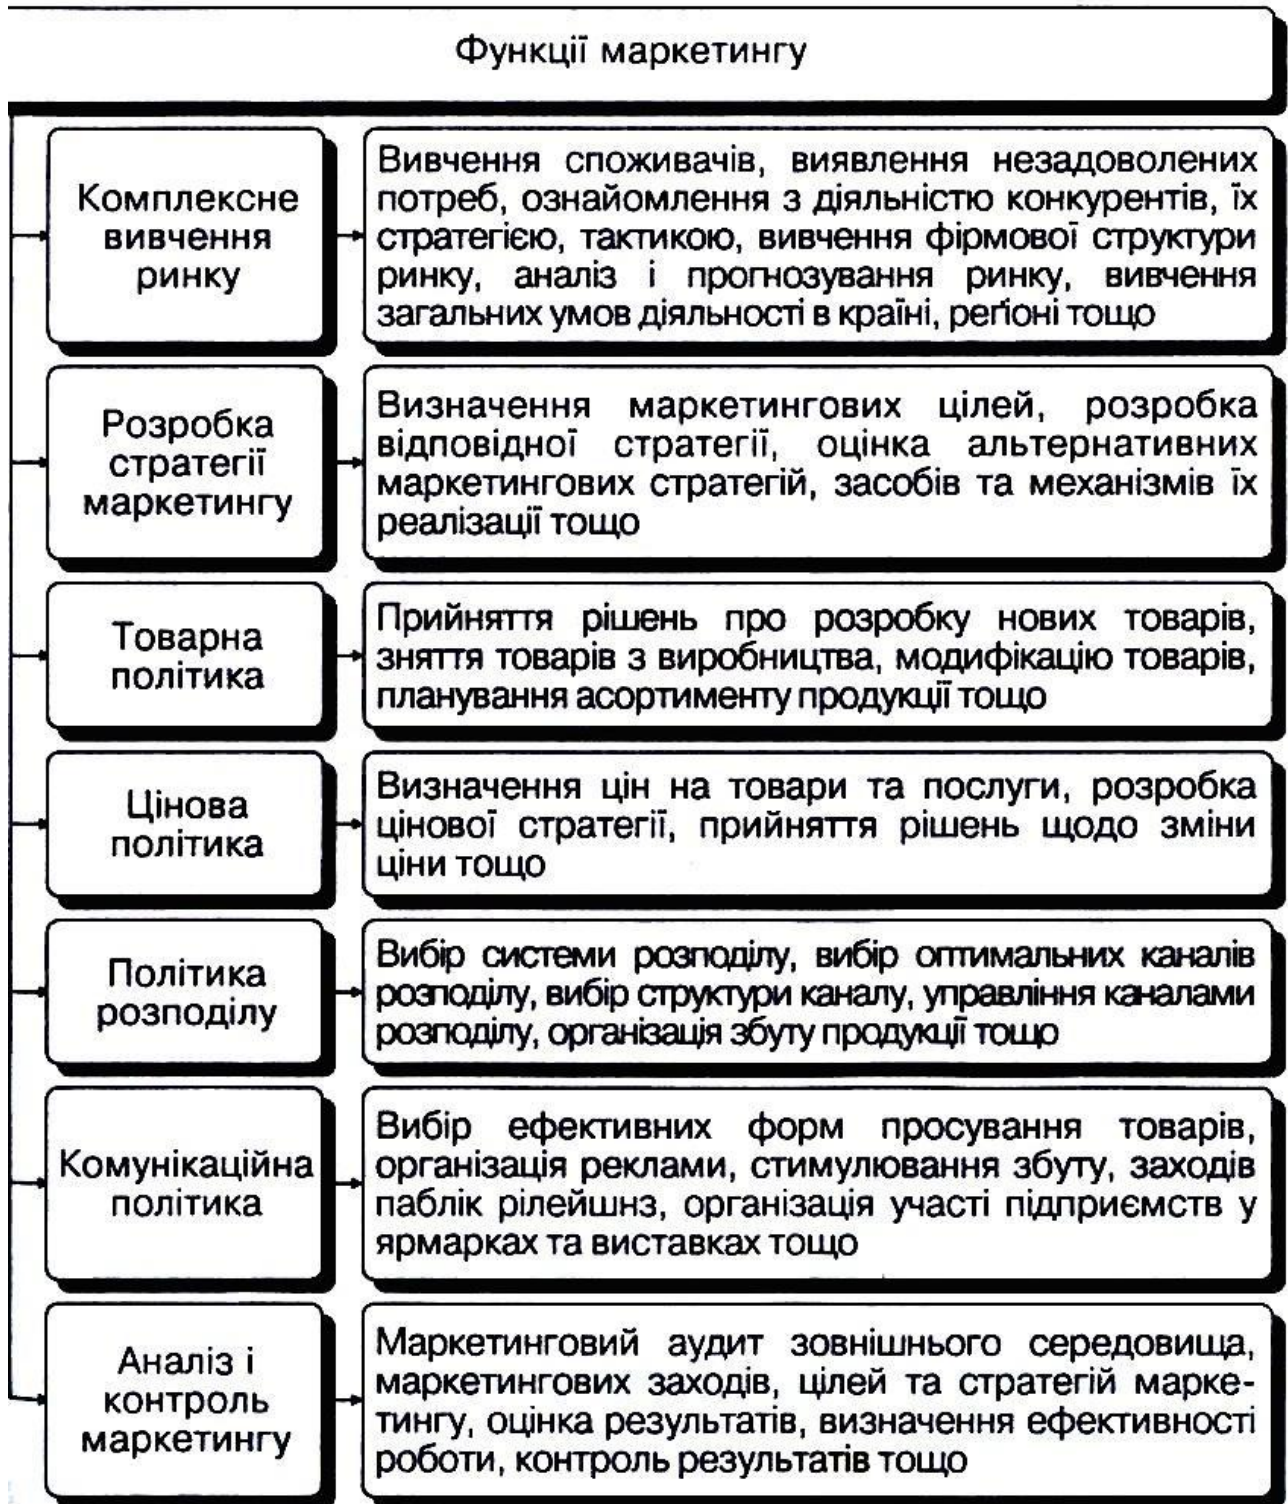 Функції маркетингу
Комплексне
вивчення
ринку
Вивчення споживачів, виявлення незадоволених
потреб, ознайомлення з діяльністю конкурентів, їх
стратегією, тактикою, вивчення фірмової структури
ринку, аналіз і прогнозування ринку, вивчення
загальних умов діяльності в країні, реґіоні тощо
Розробка
стратегії
маркетингу
Визначення маркетингових цілей, розробка
відповідної стратегії, оцінка альтернативних
маркетингових стратегій, засобів та механізмів їх
реалізації тощо
Товарна
політика
Прийняття рішень про розробку нових товарів,
зняття товарів з виробництва, модифікацію товарів,
планування асортименту продукції тощо
Цінова
політика
Визначення цін на товари та послуги, розробка
цінової стратегії, прийняття рішень щодо зміни
ціни тощо
Політика
розподілу
Вибір системи розподілу, вибір оптимальних каналів
розподілу, вибір структури каналу, управління каналами
розподілу, організація збуту продукції тощо
Комунікаційна
політика
Вибір ефективних форм просування товарів,
організація реклами, стимулювання збуту, заходів
паблік рілейшнз, організація участі підприємств у
ярмарках та виставках тощо
Аналіз і
контроль
маркетингу
Маркетинговий аудит зовнішнього середовища,
маркетингових заходів, цілей та стратегій марке-
тингу, оцінка результатів, визначення ефективності
роботи, контроль результатів тощо